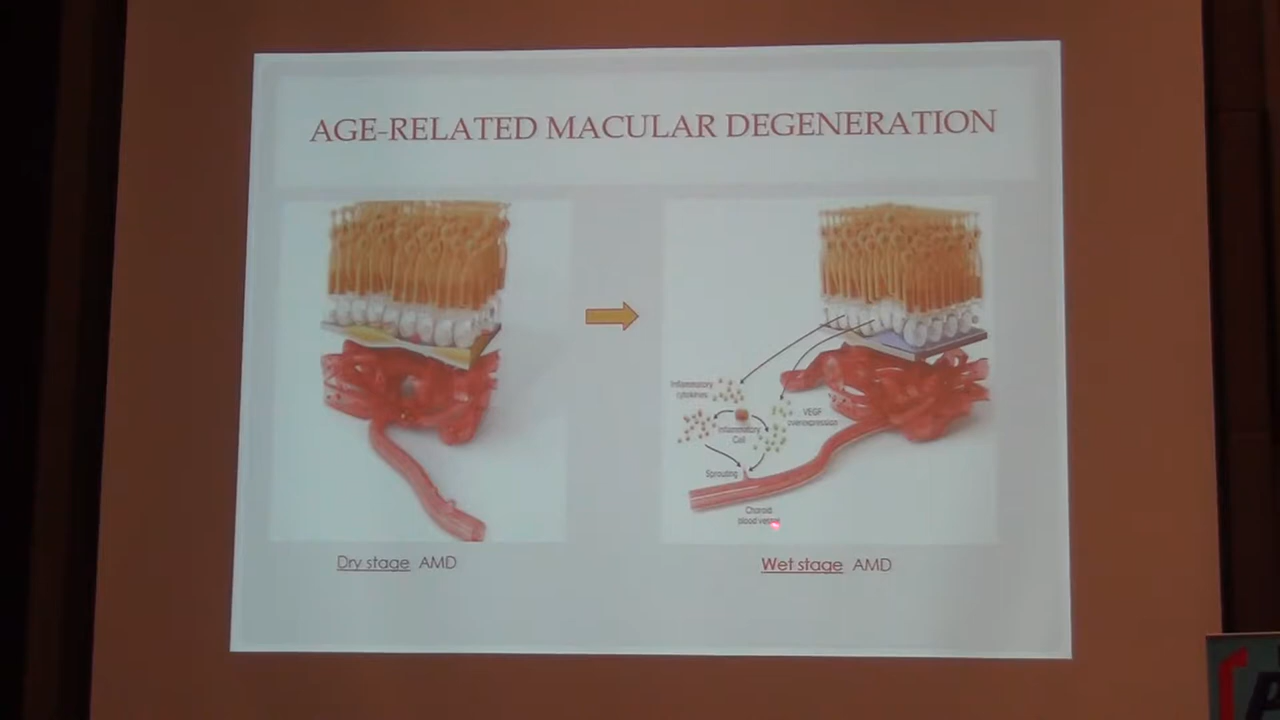 AGE-RELATED MACULAR DEGENERATION
Inflammatory
cytokines
VEGF
overexpression
Inflammatory
Cell
Sprouting
Choroid
blood vessel
Dry stage AMD
Wet stage AMD